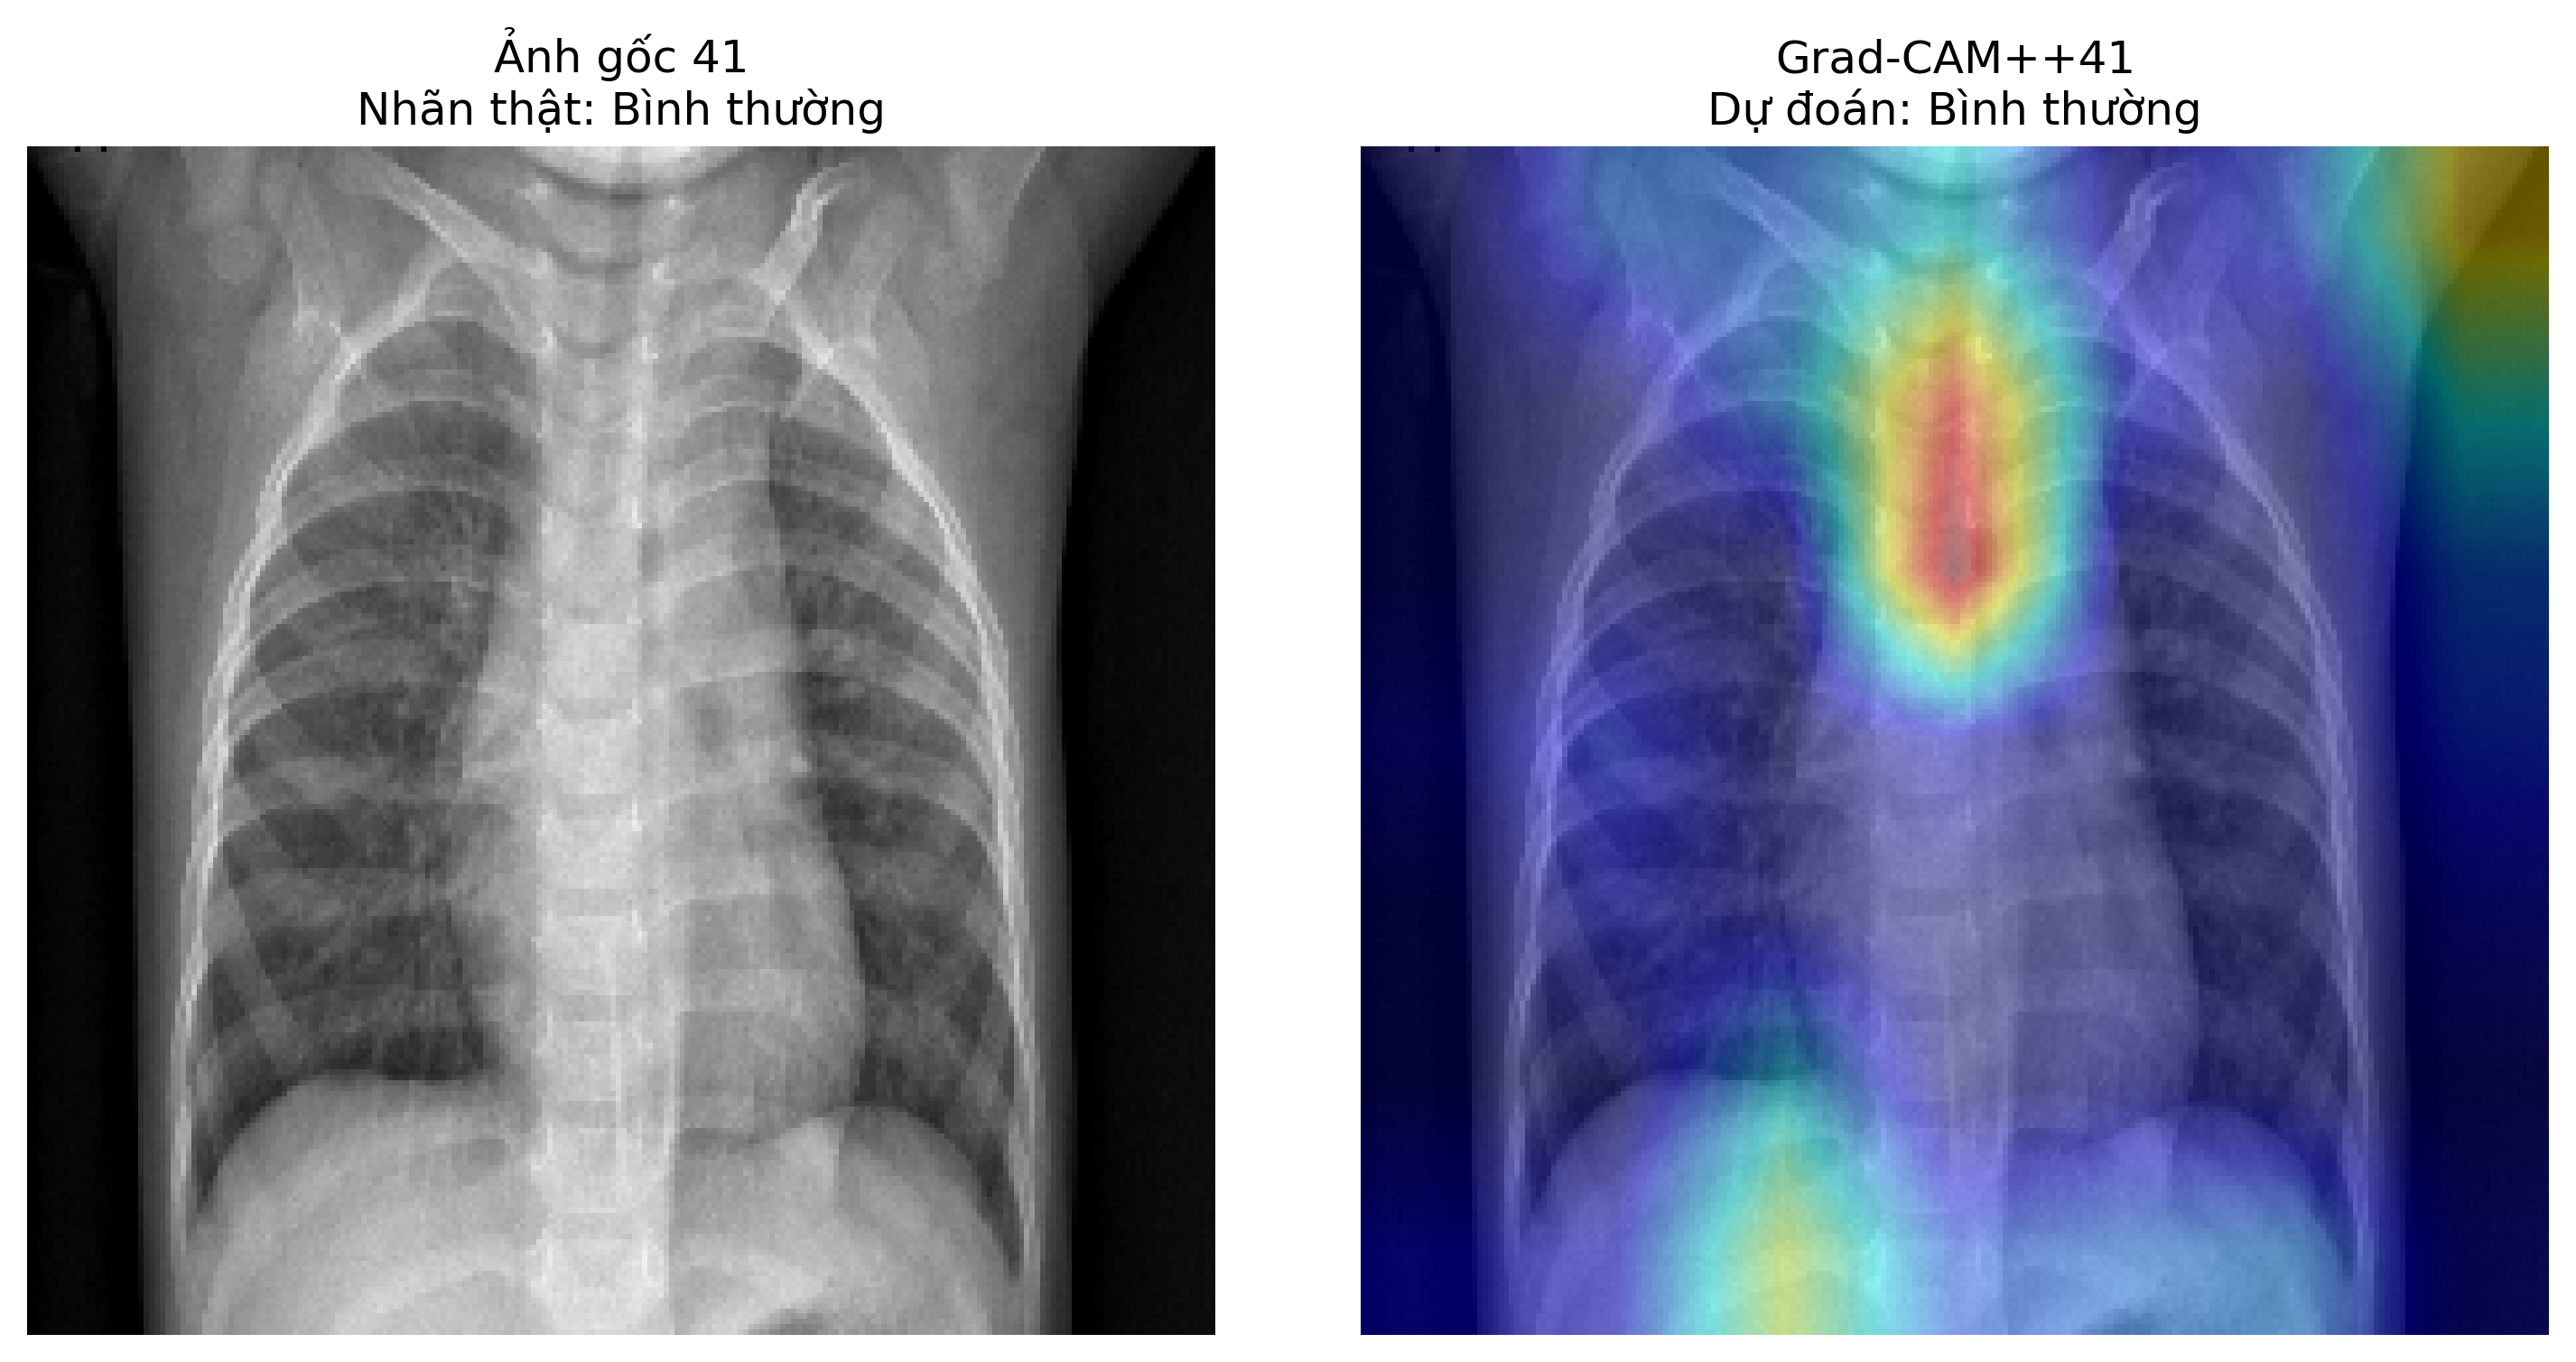 Ảnh gốc 41
Nhãn thật: Bình thường
Grad-CAM++41
Dự đoán: Bình thường